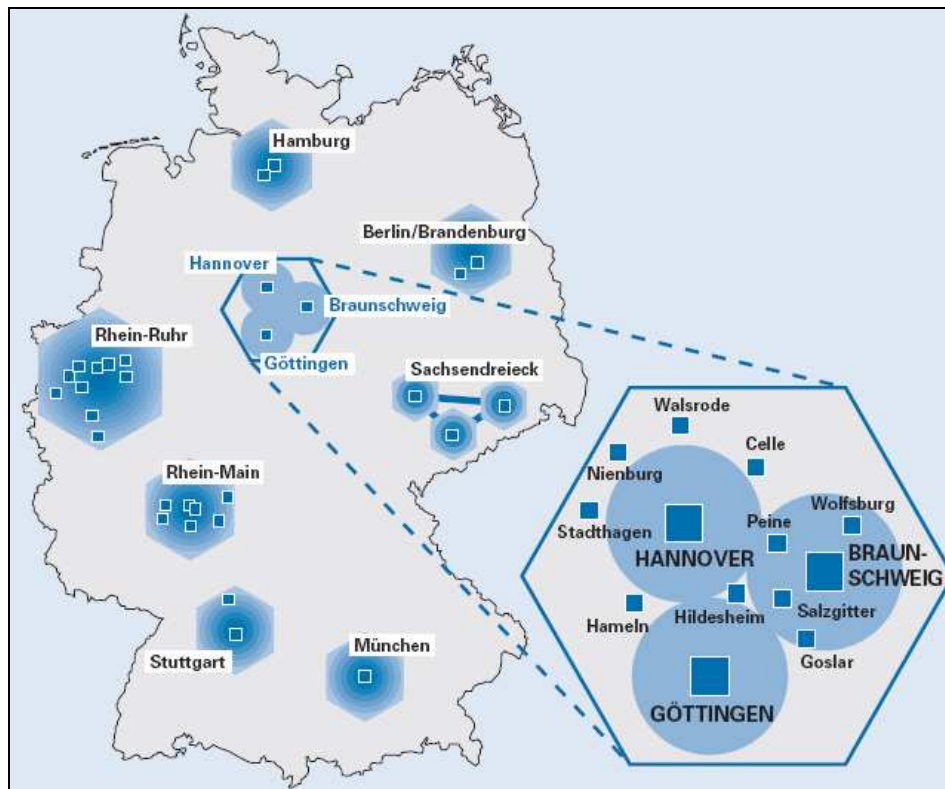 Hamburg
Berlin/Brandenburg
Hannover
Braunschweig
Rhein-Ruhr
Göttingen
Sachsendreieck
Rhein-Main
Stuttgart
München
Walsrode
Celle
Nienburg
Wolfsburg
Stadthagen
Peine
HANNOVER
BRAUN-
SCHWEIG
Hameln
Hildesheim
Salzgitter
Goslar
GÖTTINGEN